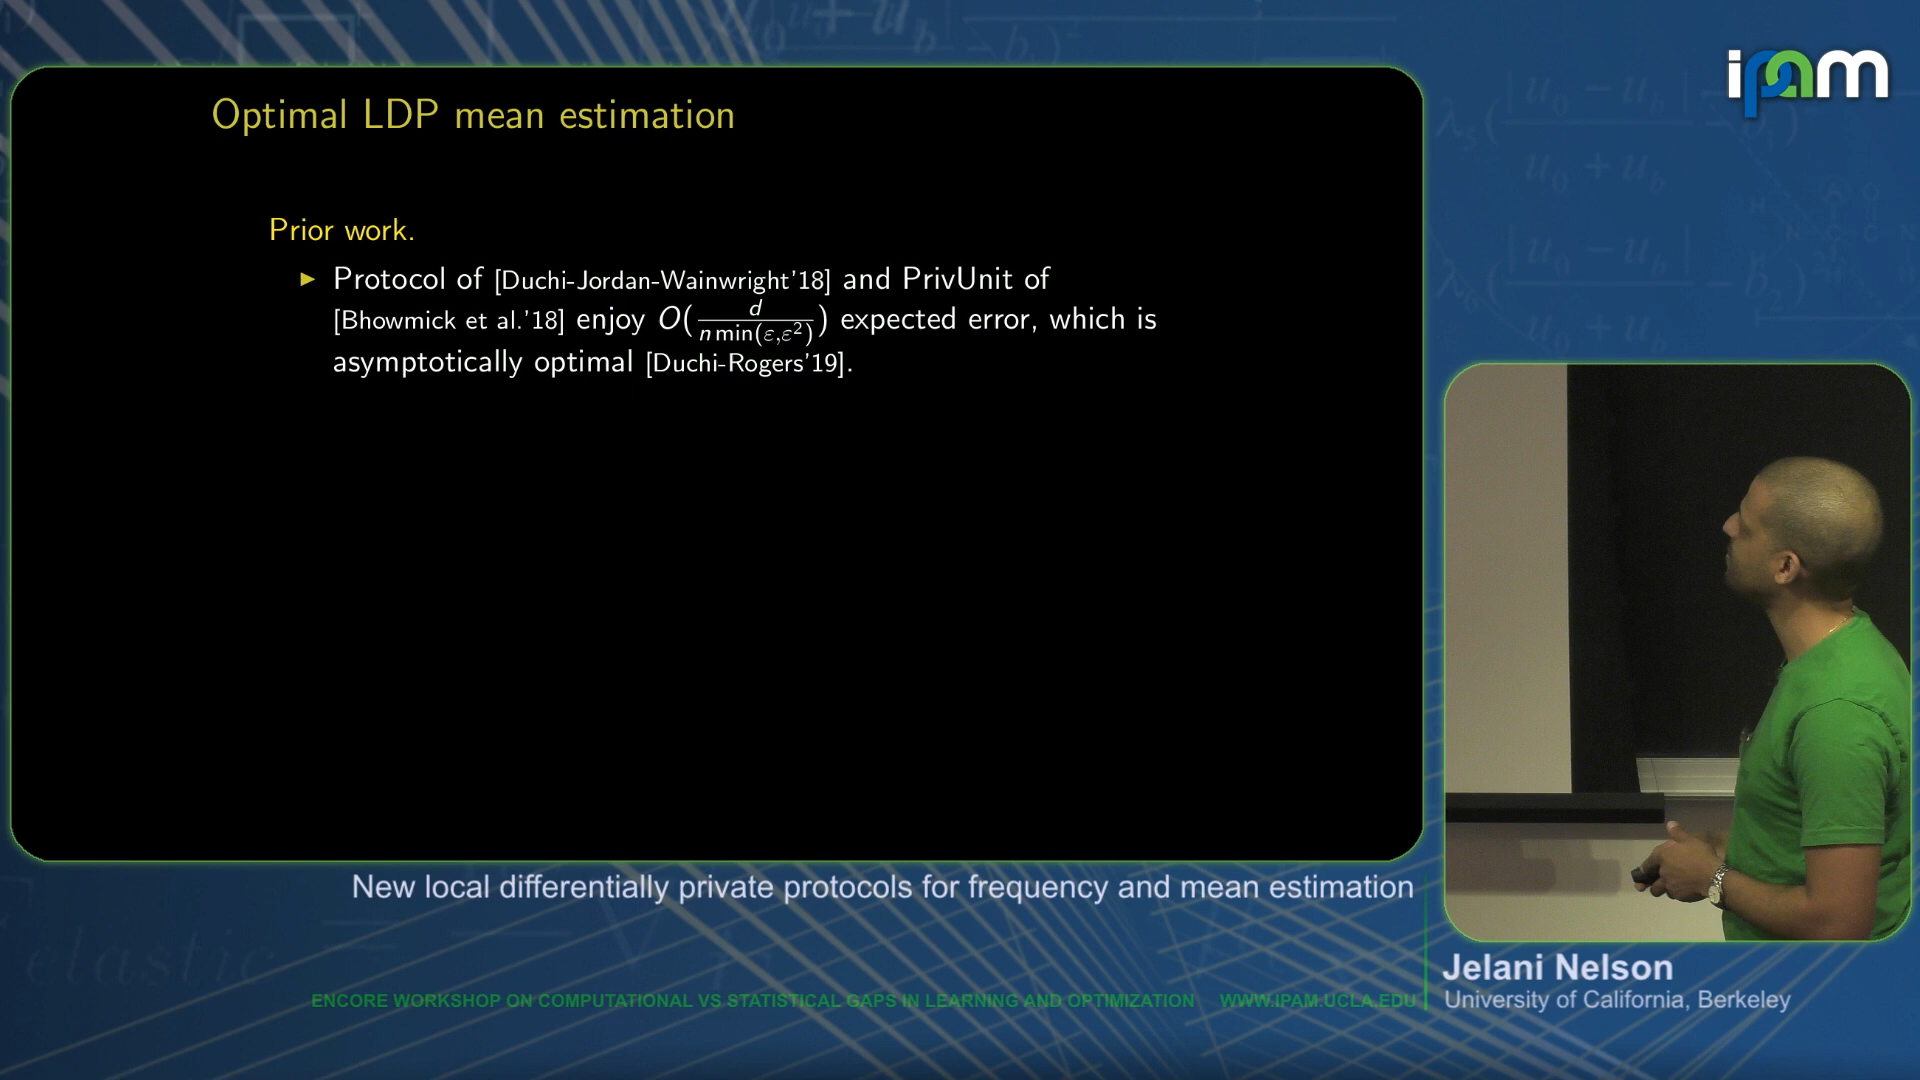 ipam
Optimal LDP mean estimation
Prior work.
► Protocol of [Duchi-Jordan-Wainwright'18] and PrivUnit of
[Bhowmick et al.'18] enjoy O(d / (n min(ε,ε²))) expected error, which is
asymptotically optimal [Duchi-Rogers'19].
New local differentially private protocols for frequency and mean estimation
Jelani Nelson
University of California, Berkeley
ENCORE WORKSHOP ON COMPUTATIONAL VS STATISTICAL GAPS IN LEARNING AND OPTIMIZATION WWW.IPAM.UCLA.EDU